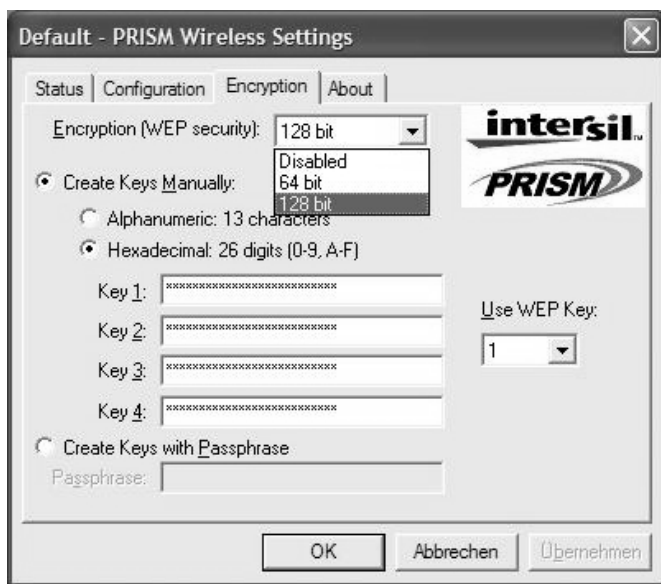 Default - PRISM Wireless Settings
Status Configuration Encryption About
Encryption (WEP security): 128 bit
intersil™
PRISM
Disabled
64 bit
128 bit
Create Keys Manually:
Alphanumeric: 13 characters
Hexadecimal: 26 digits (0-9, A-F)
Key 1: **************************
Key 2: **************************
Key 3: **************************
Key 4: **************************
Use WEP Key:
1
Create Keys with Passphrase
Passphrase:
OK Abbrechen Übernehmen